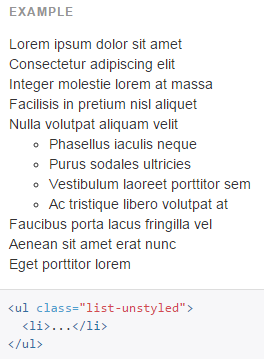 EXAMPLE
Lorem ipsum dolor sit amet
Consectetur adipiscing elit
Integer molestie lorem at massa
Facilisis in pretium nisl aliquet
Nulla volutpat aliquam velit
Phasellus iaculis neque
Purus sodales ultricies
Vestibulum laoreet porttitor sem
Ac tristique libero volutpat at
Faucibus porta lacus fringilla vel
Aenean sit amet erat nunc
Eget porttitor lorem
<ul class="list-unstyled">
<li>...</li>
</ul>